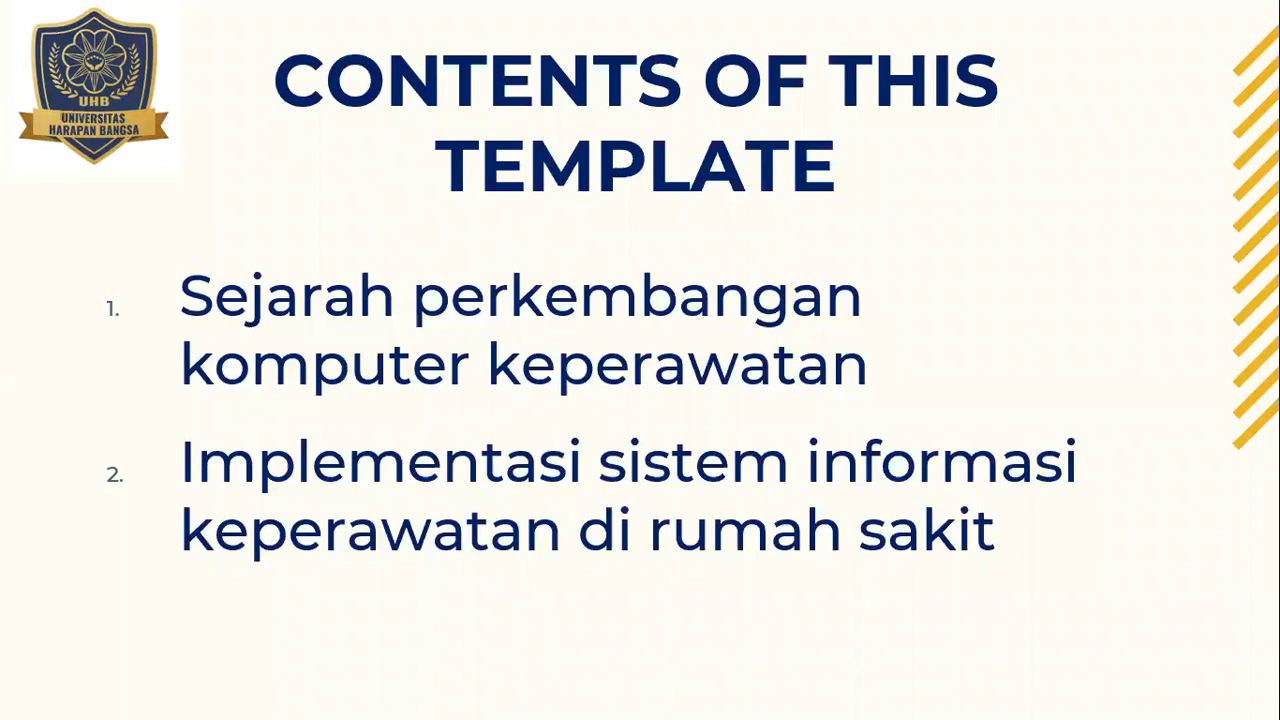 UHB
UNIVERSITAS
HARAPAN BANGSA
CONTENTS OF THIS
TEMPLATE
1. Sejarah perkembangan
komputer keperawatan
2. Implementasi sistem informasi
keperawatan di rumah sakit